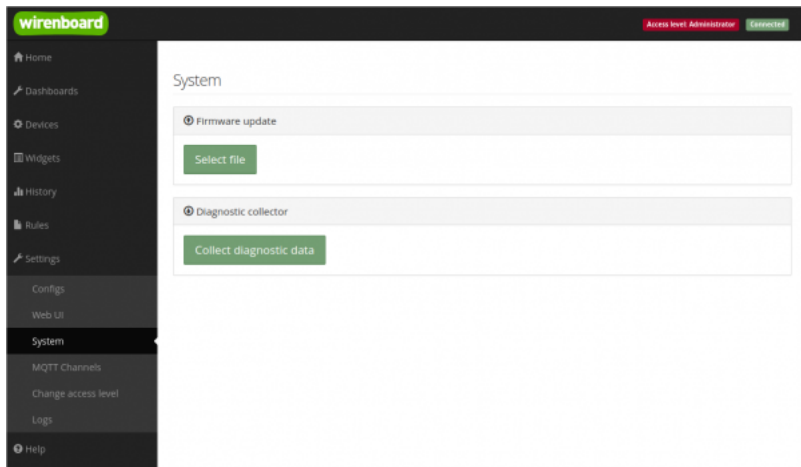 wirenboard
Access level: Administrator
Connected
Home
Dashboards
Devices
Widgets
History
Rules
Settings
Configs
Web UI
System
MQTT Channels
Change access level
Logs
Help
System
Firmware update
Select file
Diagnostic collector
Collect diagnostic data